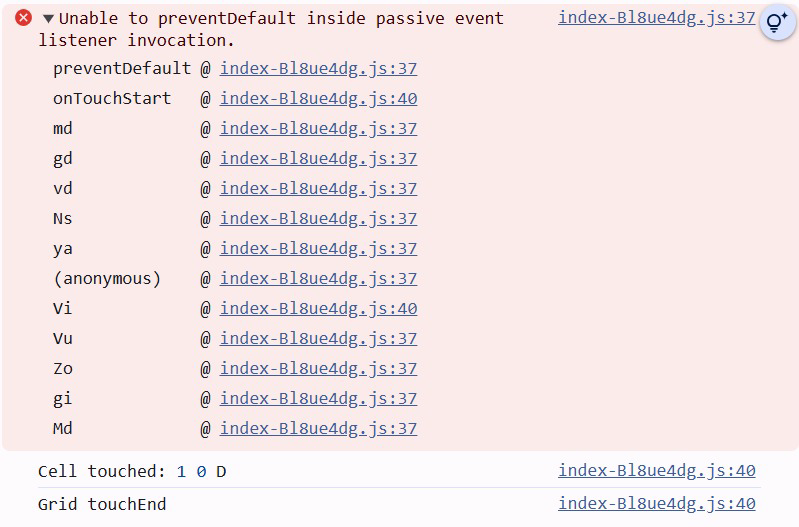 Unable to preventDefault inside passive event index-Bl8ue4dg.js:37
listener invocation.
preventDefault @ index-Bl8ue4dg.js:37
onTouchStart @ index-Bl8ue4dg.js:40
md @ index-Bl8ue4dg.js:37
gd @ index-Bl8ue4dg.js:37
vd @ index-Bl8ue4dg.js:37
Ns @ index-Bl8ue4dg.js:37
ya @ index-Bl8ue4dg.js:37
(anonymous) @ index-Bl8ue4dg.js:37
Vi @ index-Bl8ue4dg.js:40
Vu @ index-Bl8ue4dg.js:37
Zo @ index-Bl8ue4dg.js:37
gi @ index-Bl8ue4dg.js:37
Md @ index-Bl8ue4dg.js:37
Cell touched: 1 0 D index-Bl8ue4dg.js:40
Grid touchEnd index-Bl8ue4dg.js:40